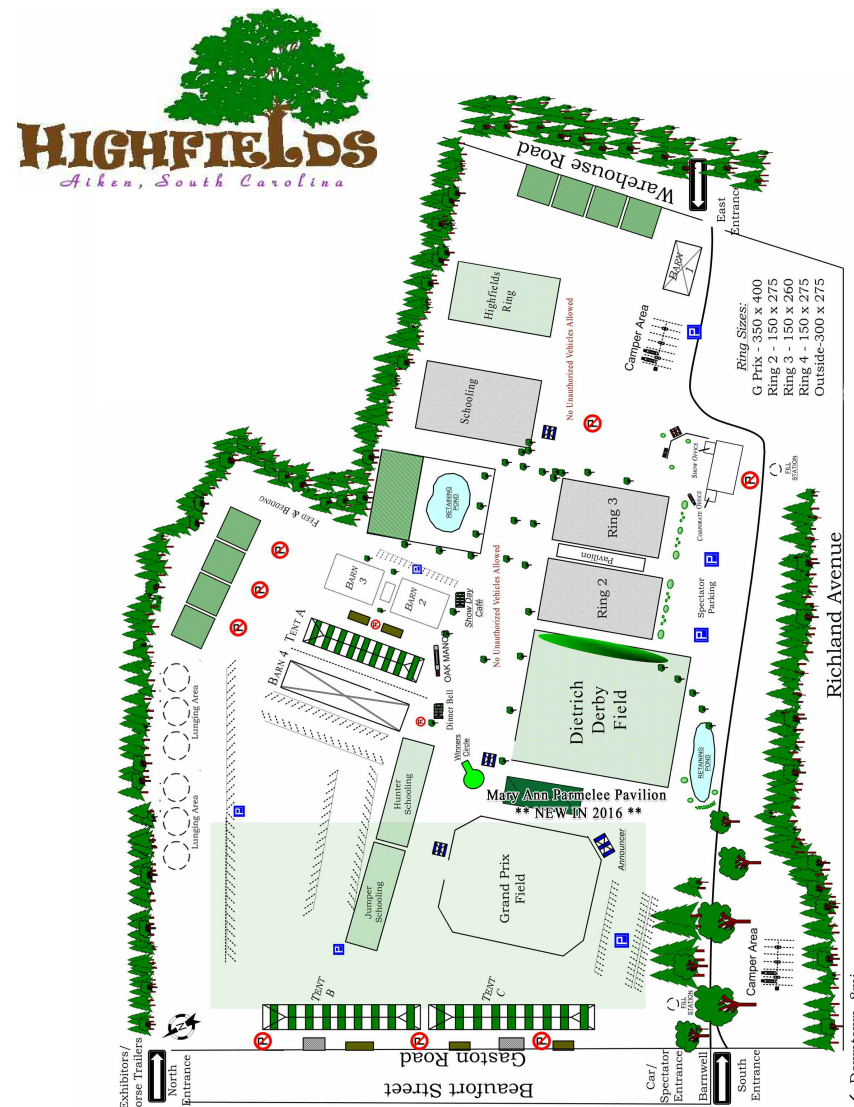 HIGHFIELDS
Aiken, South Carolina
Warehouse Road
East
Entrance
BARN
1
Highfields
Ring
Camper Area
P
Ring Sizes:
G Prix - 350 x 400
Ring 2 - 150 x 275
Ring 3 - 150 x 260
Ring 4 - 150 x 275
Outside-300 x 275
No Unauthorized Vehicles Allowed
Schooling
P
SHOW OFFICE
P
FILL
STATION
CORPORATE OFFICE
RETAINING
POND
FEED & BEDDING
P
P
P
Ring 3
Pavilion
Ring 2
P
Spectator
Parking
P
Richland Avenue
No Unauthorized Vehicles Allowed
BARN
3
P
BARN
2
Show Day
Café
TENT A
P
OAK MANOR
BARN 4
Dinner Bell
P
Lunging Area
Lunging Area
Dietrich
Derby
Field
RETAINING
POND
Winners
Circle
Mary Ann Parmelee Pavilion
** NEW IN 2016 **
Hunter
Schooling
Jumper
Schooling
P
P
Grand Prix
Field
Announcer
P
Camper Area
FILL
STATION
TENT
B
TENT
C
N
P
P
P
Gaston Road
Beaufort Street
Exhibitors/
orse Trailers
North
Entrance
Car/
Spectator
Entrance
Barnwell
South
Entrance